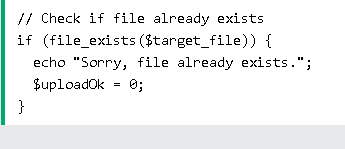 // Check if file already exists
if (file_exists($target_file)) {
  echo "Sorry, file already exists.";
  $uploadOk = 0;
}